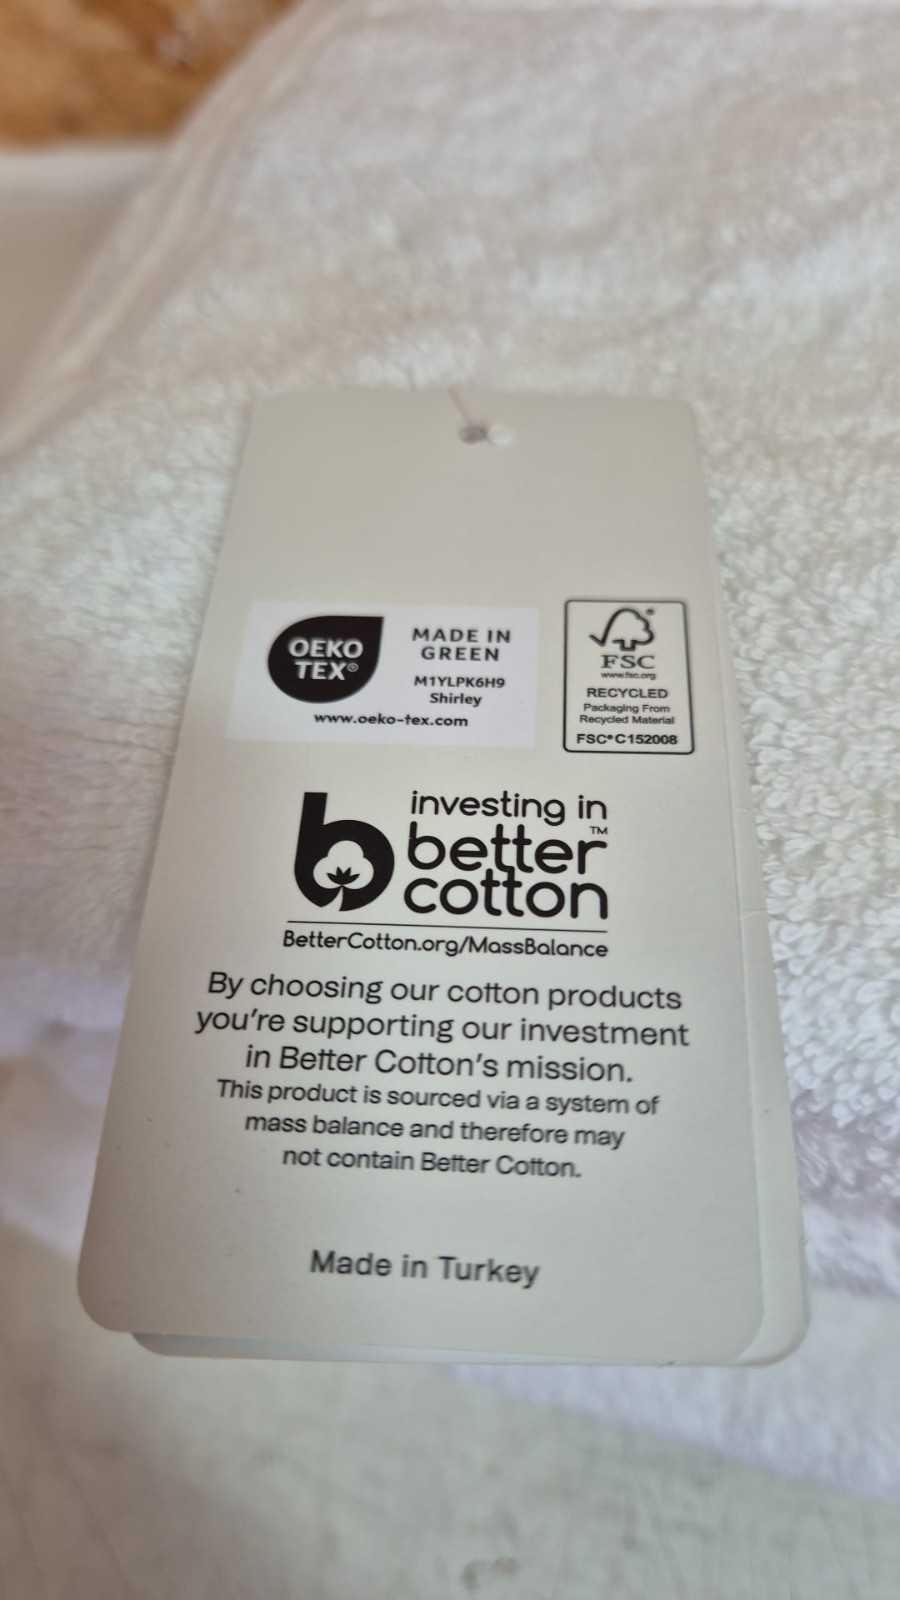 OEKO
TEX®
MADE IN
GREEN
M1YLPK6H9
Shirley
www.oeko-tex.com
FSC
www.fsc.org
RECYCLED
Packaging From
Recycled Material
FSC® C152008
investing in
better™
cotton
BetterCotton.org/MassBalance
By choosing our cotton products
you're supporting our investment
in Better Cotton's mission.
This product is sourced via a system of
mass balance and therefore may
not contain Better Cotton.
Made in Turkey